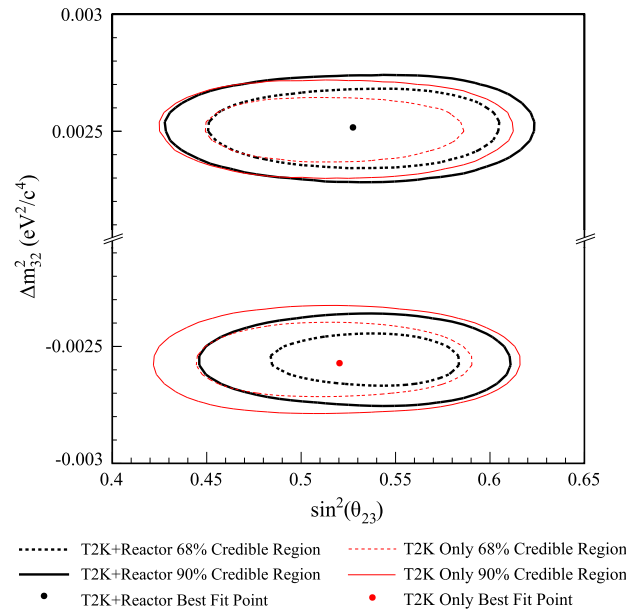 0.003
0.0025
Δm²₃₂ (eV²/c⁴)
-0.0025
-0.003
0.4 0.45 0.5 0.55 0.6 0.65
sin²(θ₂₃)
T2K+Reactor 68% Credible Region T2K Only 68% Credible Region
T2K+Reactor 90% Credible Region T2K Only 90% Credible Region
T2K+Reactor Best Fit Point T2K Only Best Fit Point